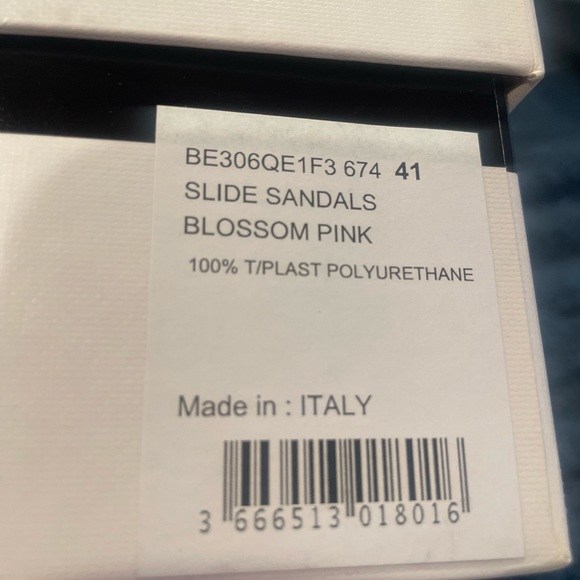 BE306QE1F3 674 41
SLIDE SANDALS
BLOSSOM PINK
100% T/PLAST POLYURETHANE
Made in : ITALY
3 666513 018016